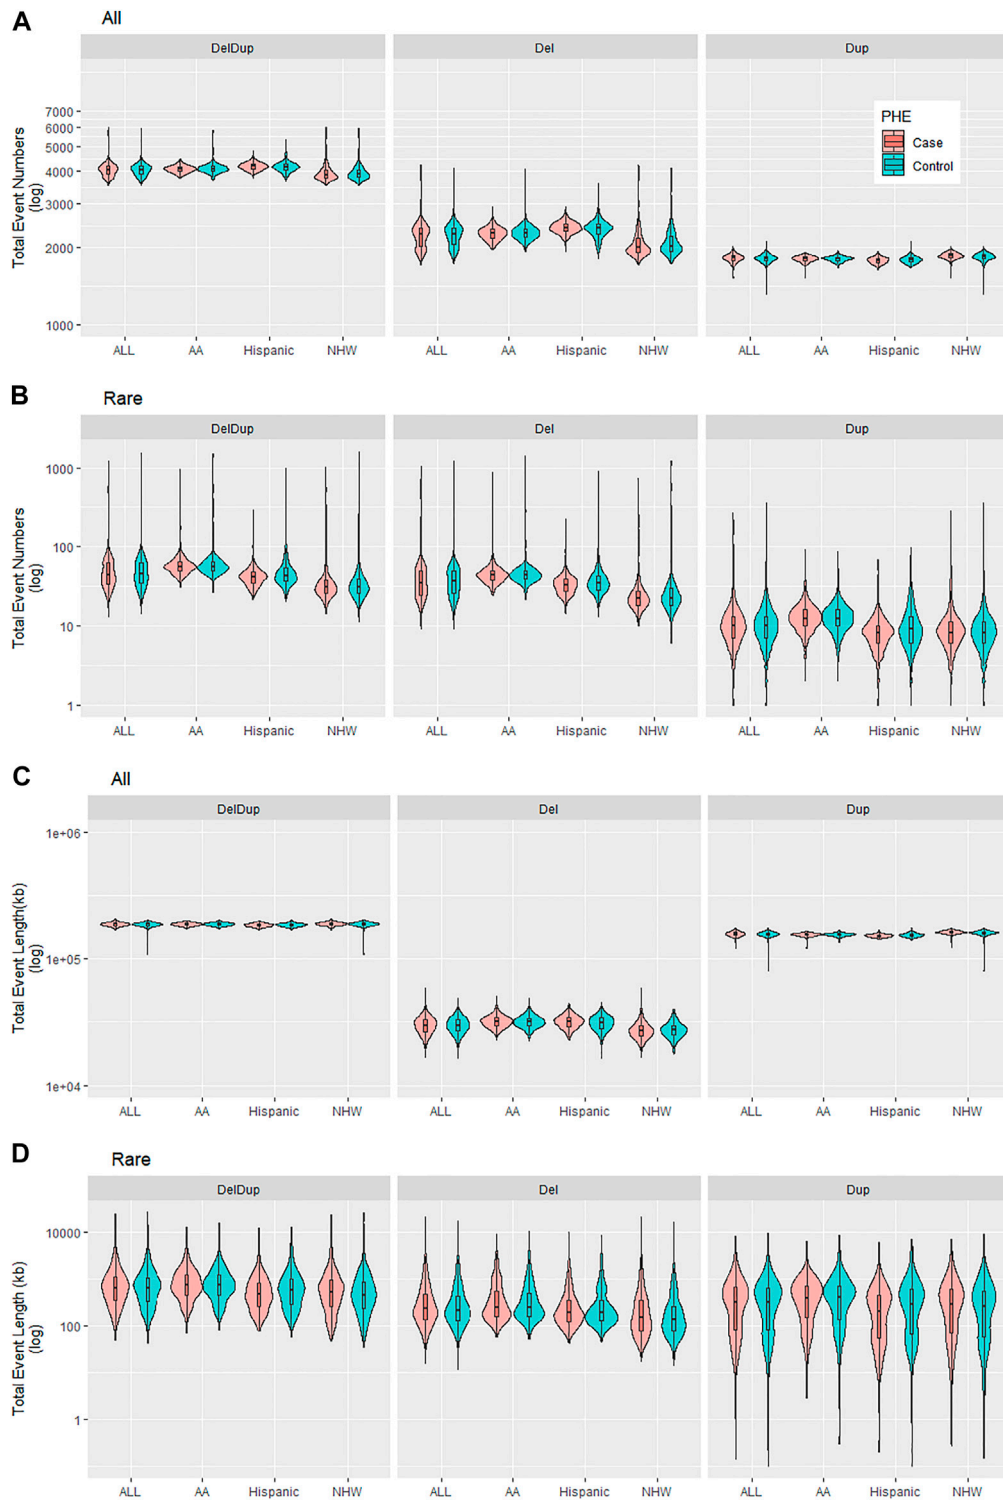 A
All
DelDup
Del
Dup
Total Event Numbers
(log)
7000
6000
5000
4000
3000
2000
1000
PHE
Case
Control
ALL
AA
Hispanic
NHW
ALL
AA
Hispanic
NHW
ALL
AA
Hispanic
NHW
B
Rare
DelDup
Del
Dup
Total Event Numbers
(log)
1000
100
10
1
ALL
AA
Hispanic
NHW
ALL
AA
Hispanic
NHW
ALL
AA
Hispanic
NHW
C
All
DelDup
Del
Dup
Total Event Length(kb)
(log)
1e+06
1e+05
1e+04
ALL
AA
Hispanic
NHW
ALL
AA
Hispanic
NHW
ALL
AA
Hispanic
NHW
D
Rare
DelDup
Del
Dup
Total Event Length (kb)
(log)
10000
100
1
ALL
AA
Hispanic
NHW
ALL
AA
Hispanic
NHW
ALL
AA
Hispanic
NHW